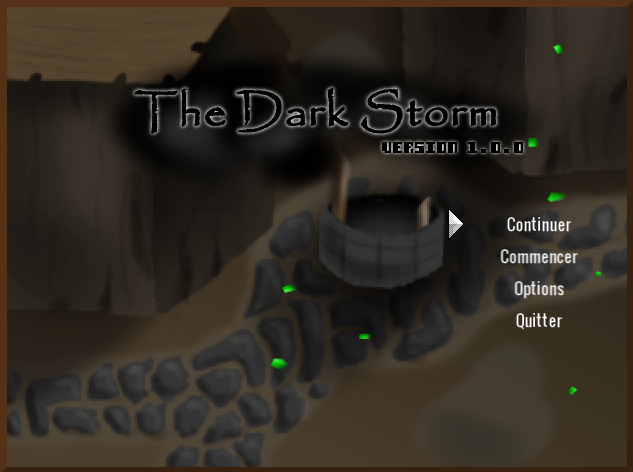 The Dark Storm
VERSION 1.0.0
Continuer
Commencer
Options
Quitter